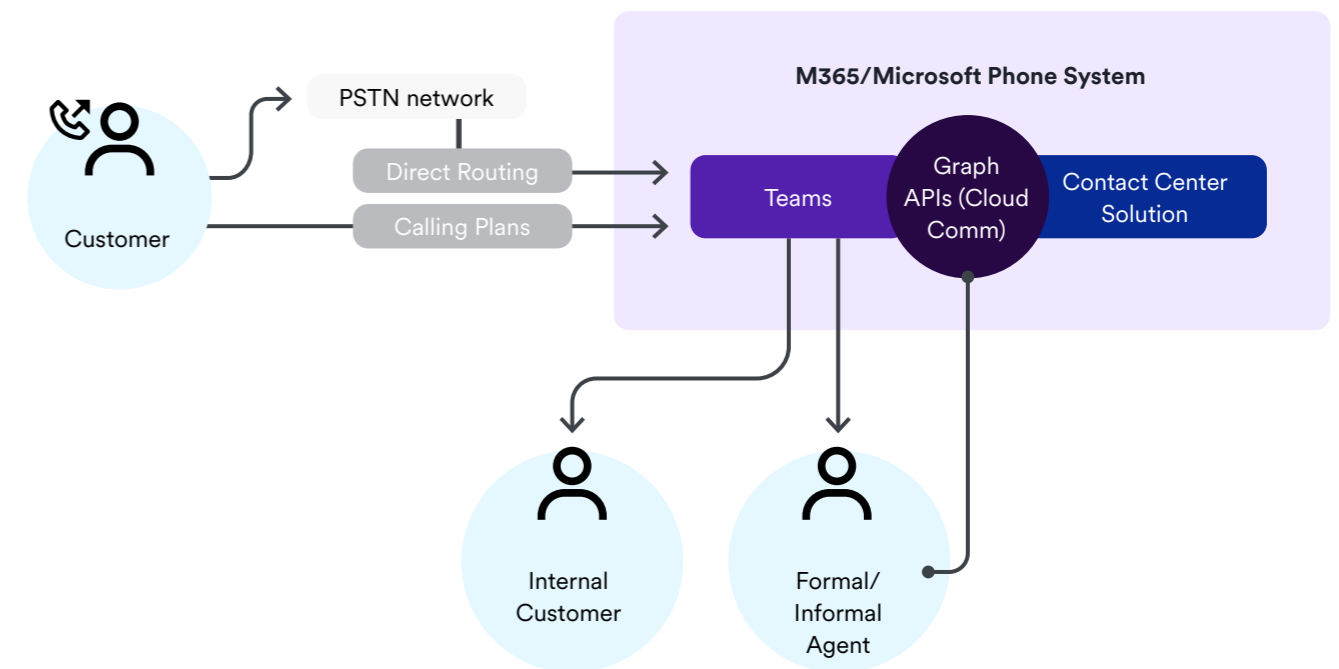 M365/Microsoft Phone System
PSTN network
Direct Routing
Calling Plans
Customer
Teams
Graph
APIs (Cloud
Comm)
Contact Center
Solution
Internal
Customer
Formal/
Informal
Agent